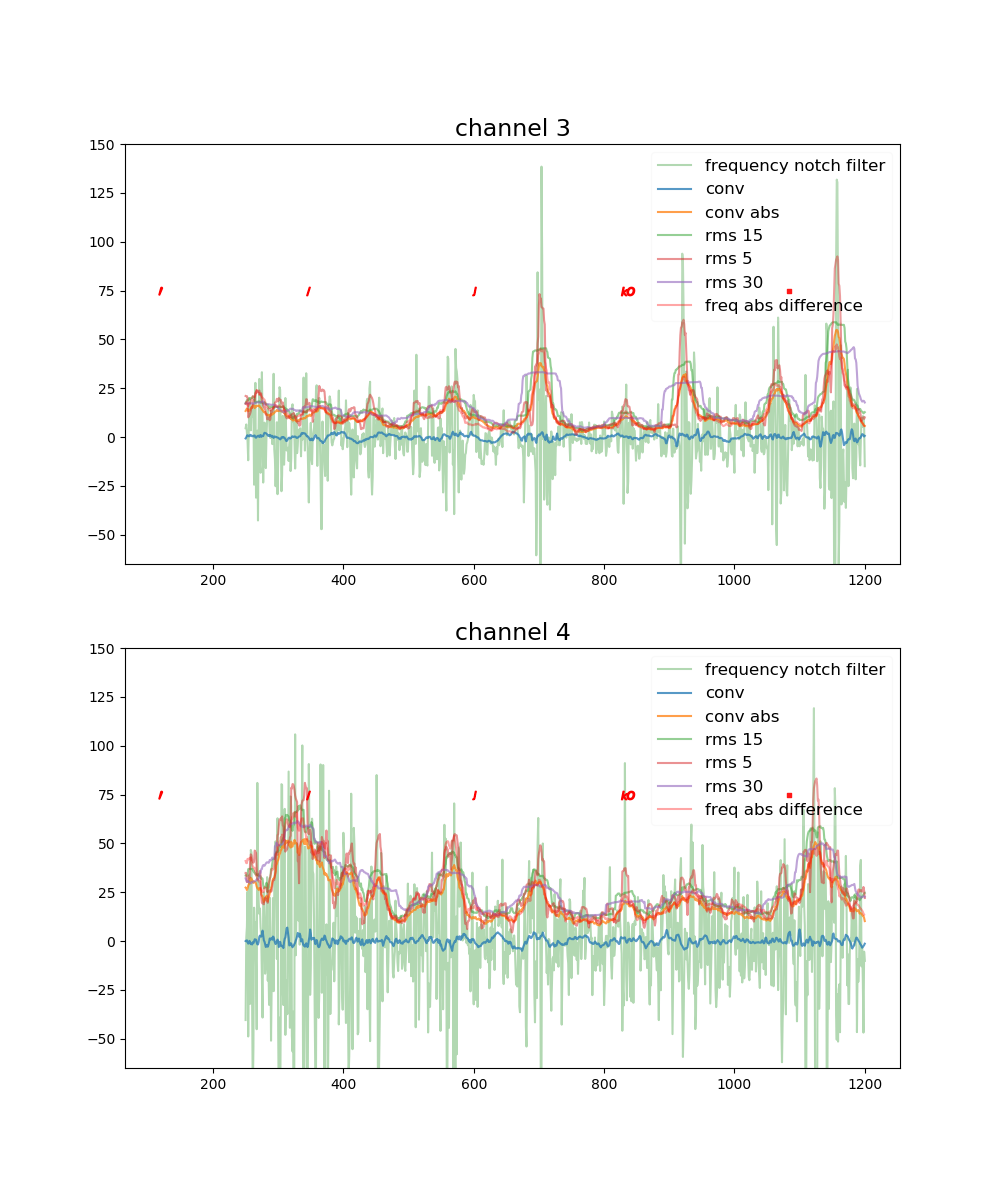 channel 3
150
125
100
75
50
25
0
−25
−50
200 400 600 800 1000 1200
frequency notch filter
conv
conv abs
rms 15
rms 5
rms 30
freq abs difference
channel 4
150
125
100
75
50
25
0
−25
−50
200 400 600 800 1000 1200
frequency notch filter
conv
conv abs
rms 15
rms 5
rms 30
freq abs difference